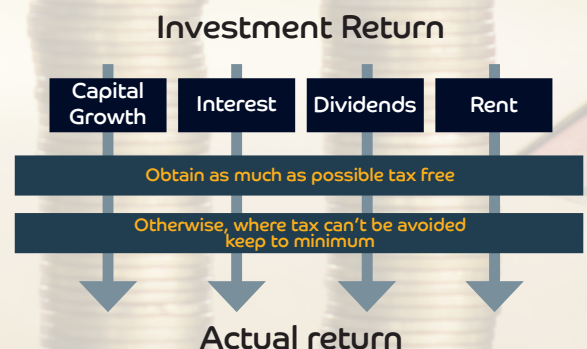 Investment Return
Capital
Growth
Interest
Dividends
Rent
Obtain as much as possible tax free
Otherwise, where tax can't be avoided
keep to minimum
Actual return